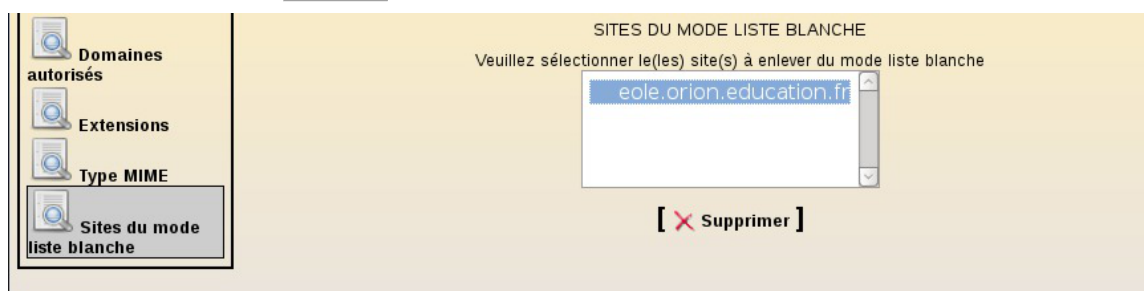 Domaines
autorisés
Extensions
Type MIME
Sites du mode
liste blanche
SITES DU MODE LISTE BLANCHE
Veuillez sélectionner le(les) site(s) à enlever du mode liste blanche
eole.orion.education.fr
[ Supprimer ]